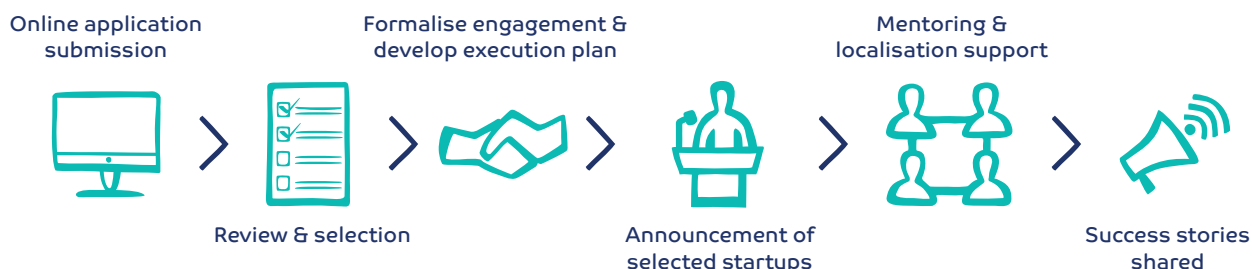 Online application
submission
Review & selection
Formalise engagement &
develop execution plan
Announcement of
selected startups
Mentoring &
localisation support
Success stories
shared